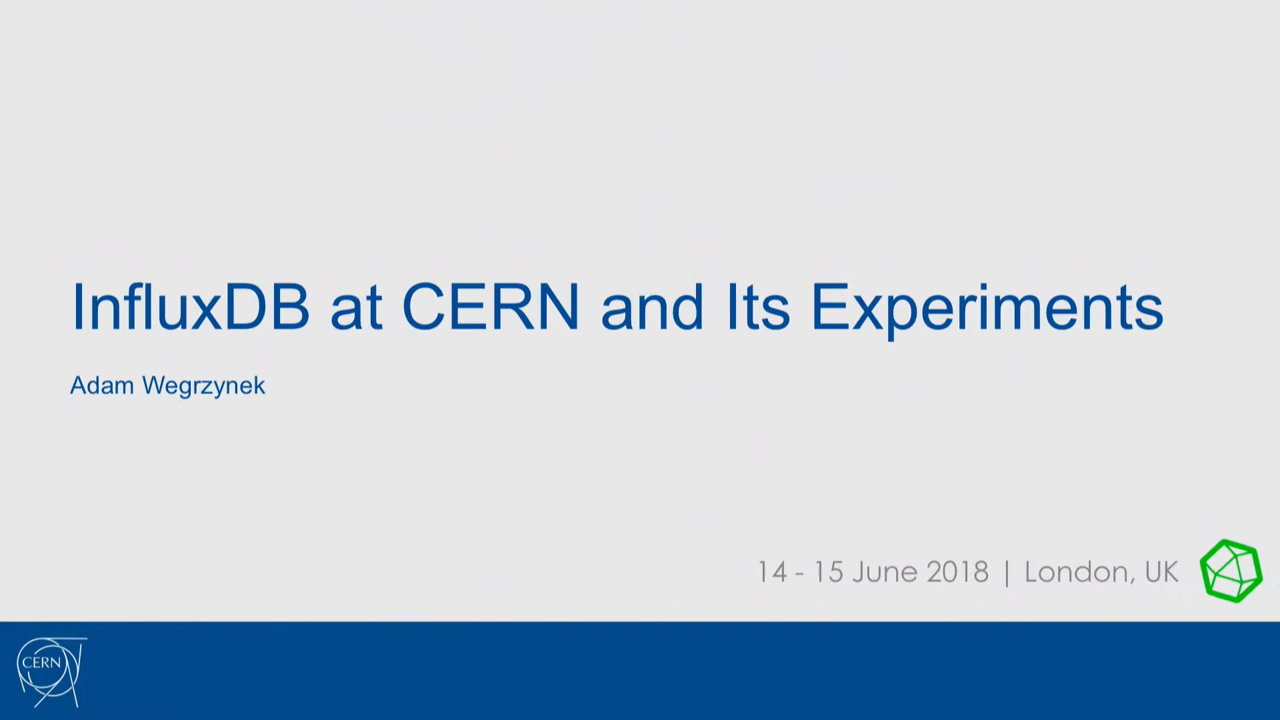 InfluxDB at CERN and Its Experiments
Adam Wegrzynek
14 - 15 June 2018 | London, UK
CERN